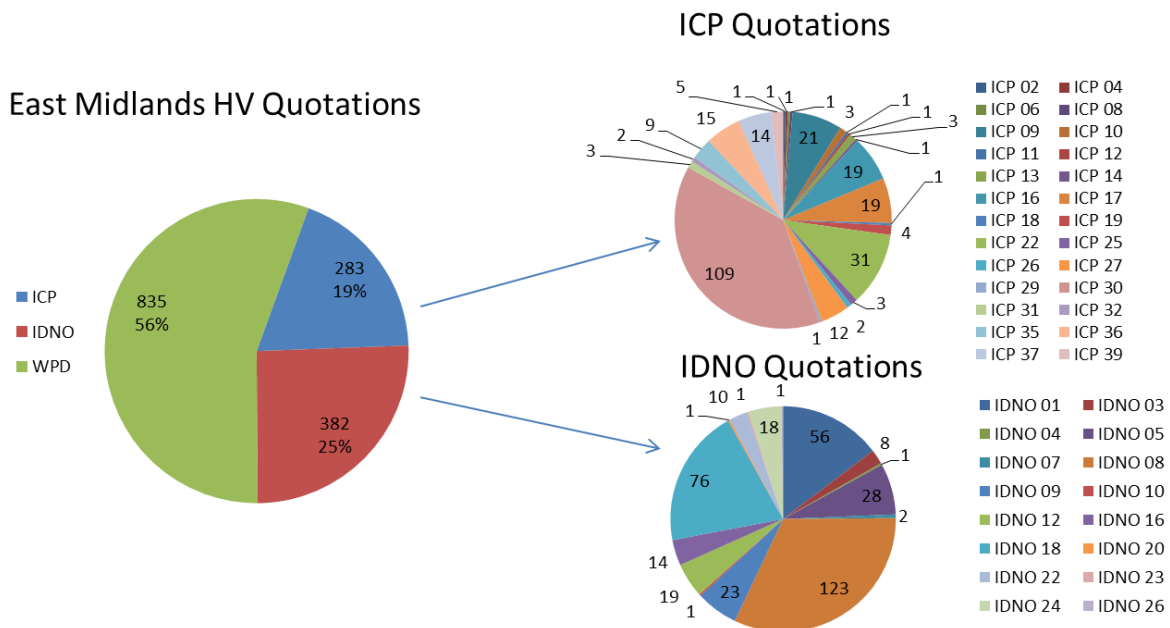 ICP Quotations
East Midlands HV Quotations
283
19%
835
56%
382
25%
ICP
IDNO
WPD
5
1
1
1
1
3
1
1
3
1
15
14
21
9
2
3
19
19
1
4
109
31
3
2
12
1
ICP 02
ICP 04
ICP 06
ICP 08
ICP 09
ICP 10
ICP 11
ICP 12
ICP 13
ICP 14
ICP 16
ICP 17
ICP 18
ICP 19
ICP 22
ICP 25
ICP 26
ICP 27
ICP 29
ICP 30
ICP 31
ICP 32
ICP 35
ICP 36
ICP 37
ICP 39
IDNO Quotations
10
1
1
1
18
56
8
1
28
2
76
14
19
1
23
123
IDNO 01
IDNO 03
IDNO 04
IDNO 05
IDNO 07
IDNO 08
IDNO 09
IDNO 10
IDNO 12
IDNO 16
IDNO 18
IDNO 20
IDNO 22
IDNO 23
IDNO 24
IDNO 26